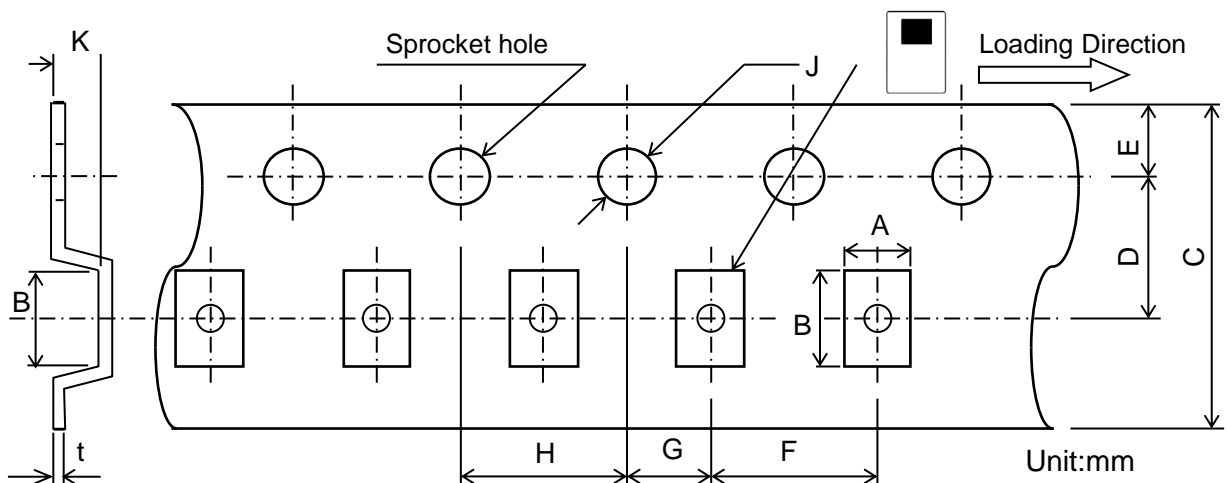 K
Sprocket hole
J
Loading Direction
E
A
D
C
B
B
t
H
G
F
Unit:mm